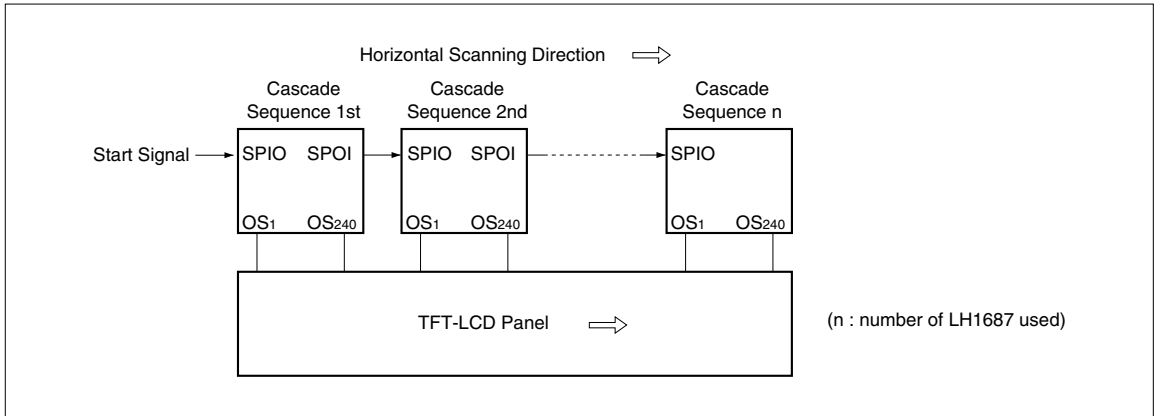 Horizontal Scanning Direction
Cascade
Sequence 1st
Cascade
Sequence 2nd
Cascade
Sequence n
Start Signal
SPIO SPOI
SPIO SPOI
SPIO
OS1 OS240
OS1 OS240
OS1 OS240
TFT-LCD Panel
(n : number of LH1687 used)